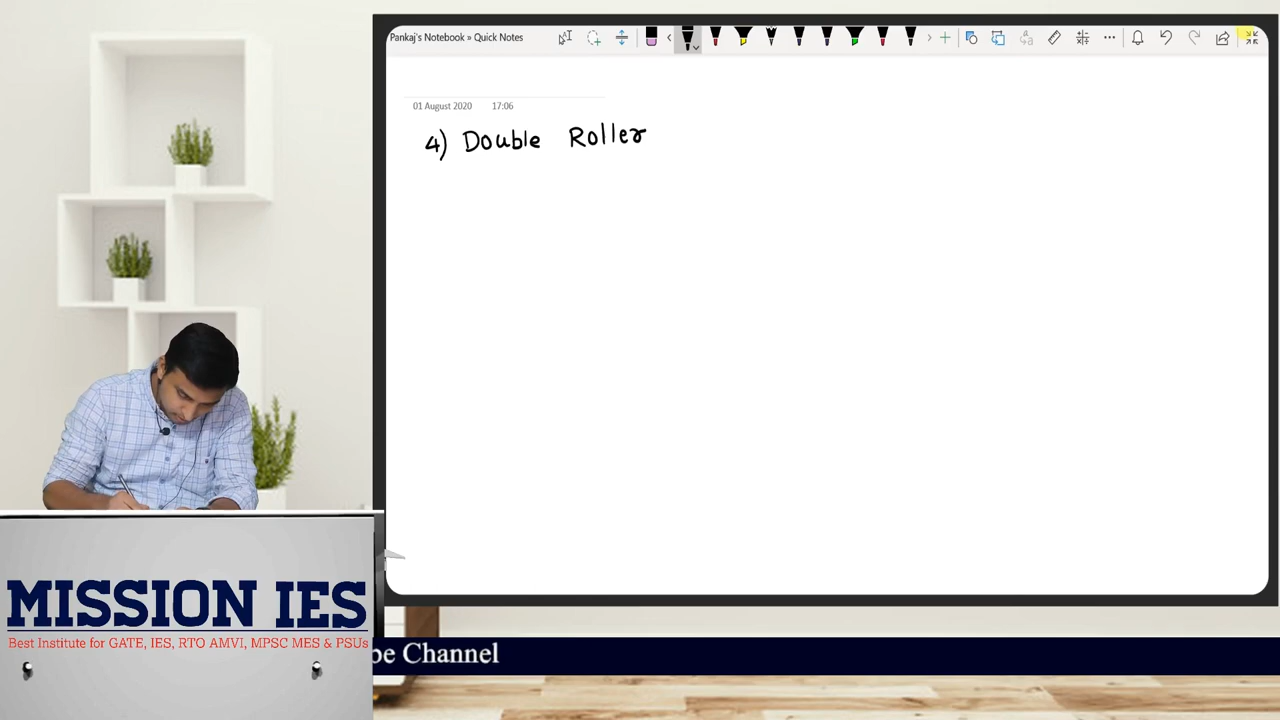 Pankaj's Notebook » Quick Notes
01 August 2020 17:06
4) Double Roller
MISSION IES
Best Institute for GATE, IES, RTO AMVI, MPSC MES & PSUs
be Channel